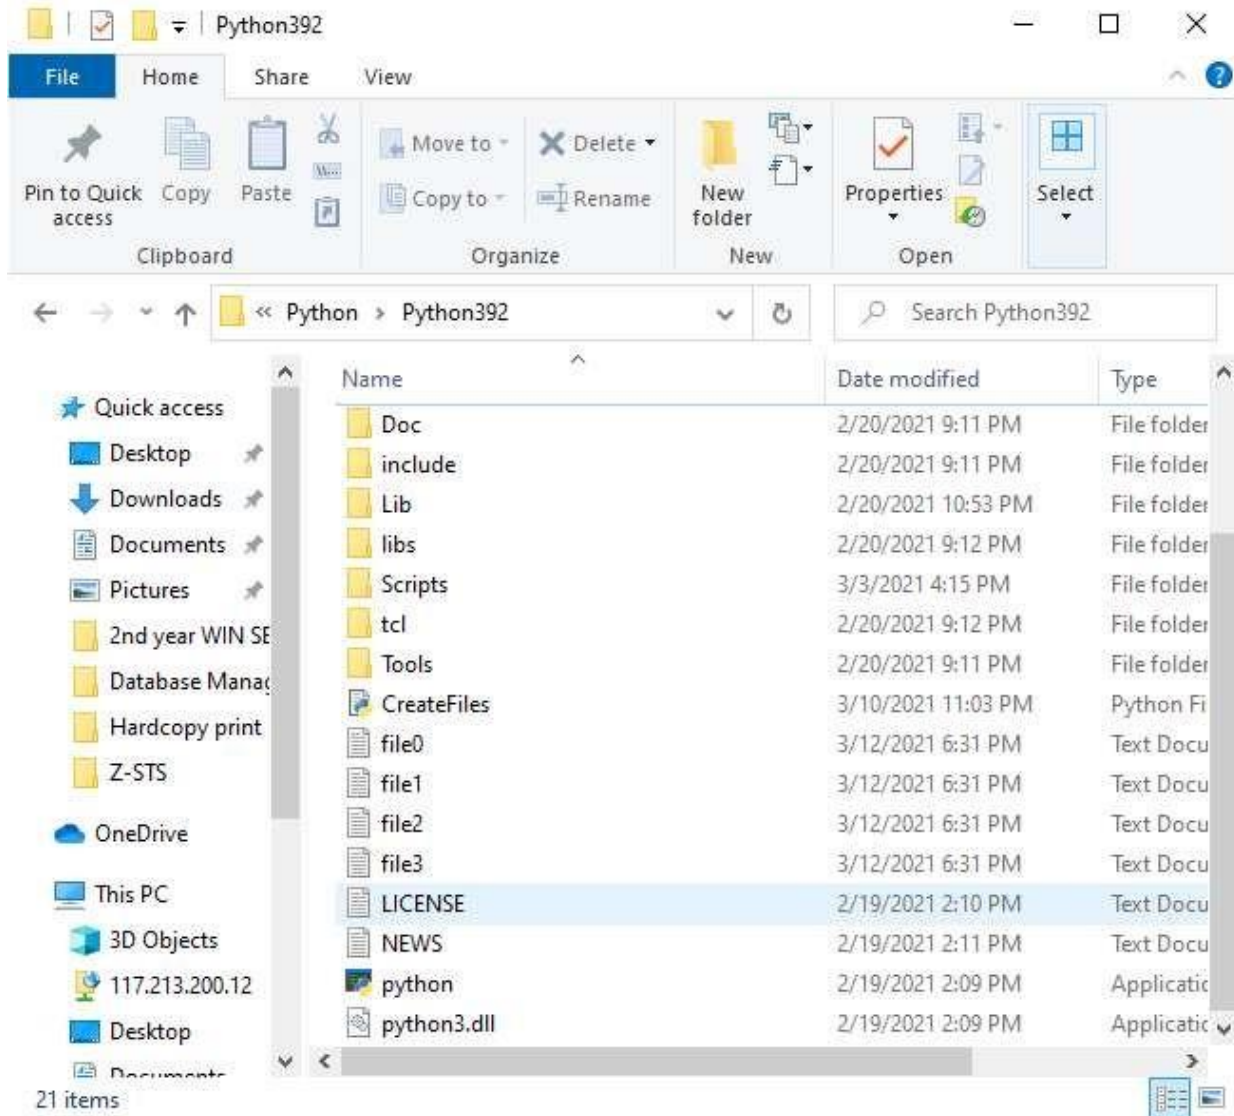 Python392
File Home Share View
Pin to Quick access
Copy
Paste
Move to
Copy to
Delete
Rename
New folder
Properties
Select
Clipboard Organize New Open
« Python > Python392
Search Python392
Name Date modified Type
Quick access
Desktop
Downloads
Documents
Pictures
2nd year WIN SE
Database Manag
Hardcopy print
Z-STS
OneDrive
This PC
3D Objects
117.213.200.12
Desktop
Documents
Doc 2/20/2021 9:11 PM File folder
include 2/20/2021 9:11 PM File folder
Lib 2/20/2021 10:53 PM File folder
libs 2/20/2021 9:12 PM File folder
Scripts 3/3/2021 4:15 PM File folder
tcl 2/20/2021 9:12 PM File folder
Tools 2/20/2021 9:11 PM File folder
CreateFiles 3/10/2021 11:03 PM Python Fi
file0 3/12/2021 6:31 PM Text Docu
file1 3/12/2021 6:31 PM Text Docu
file2 3/12/2021 6:31 PM Text Docu
file3 3/12/2021 6:31 PM Text Docu
LICENSE 2/19/2021 2:10 PM Text Docu
NEWS 2/19/2021 2:11 PM Text Docu
python 2/19/2021 2:09 PM Applicatic
python3.dll 2/19/2021 2:09 PM Applicatic
21 items